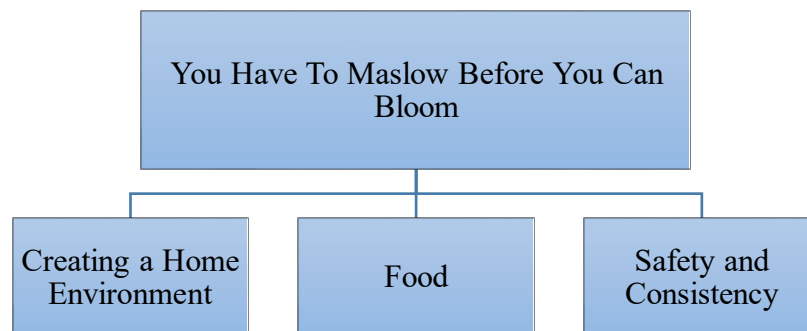 You Have To Maslow Before You Can
Bloom
Creating a Home
Environment
Food
Safety and
Consistency